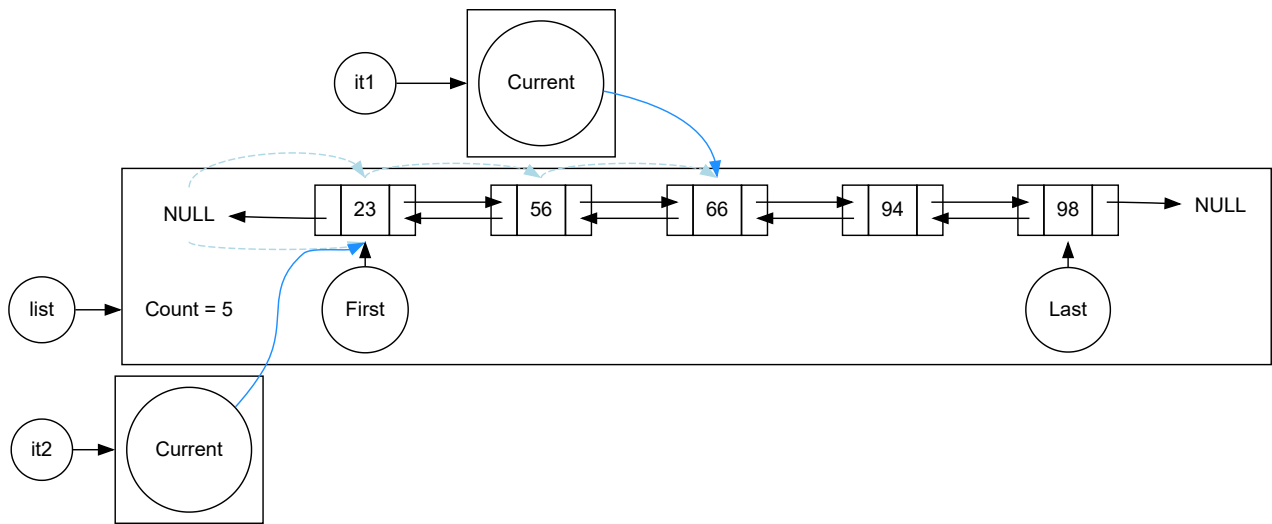 it1
Current
NULL
23
56
66
94
98
NULL
list
Count = 5
First
Last
it2
Current